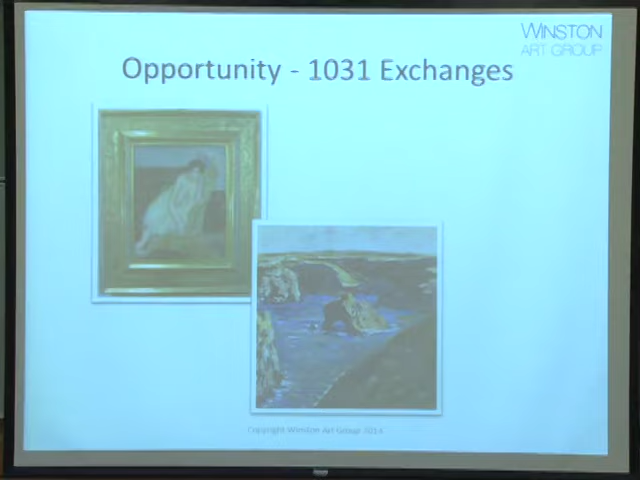 WINSTON
ART GROUP
Opportunity - 1031 Exchanges
Copyright Winston Art Group 2014